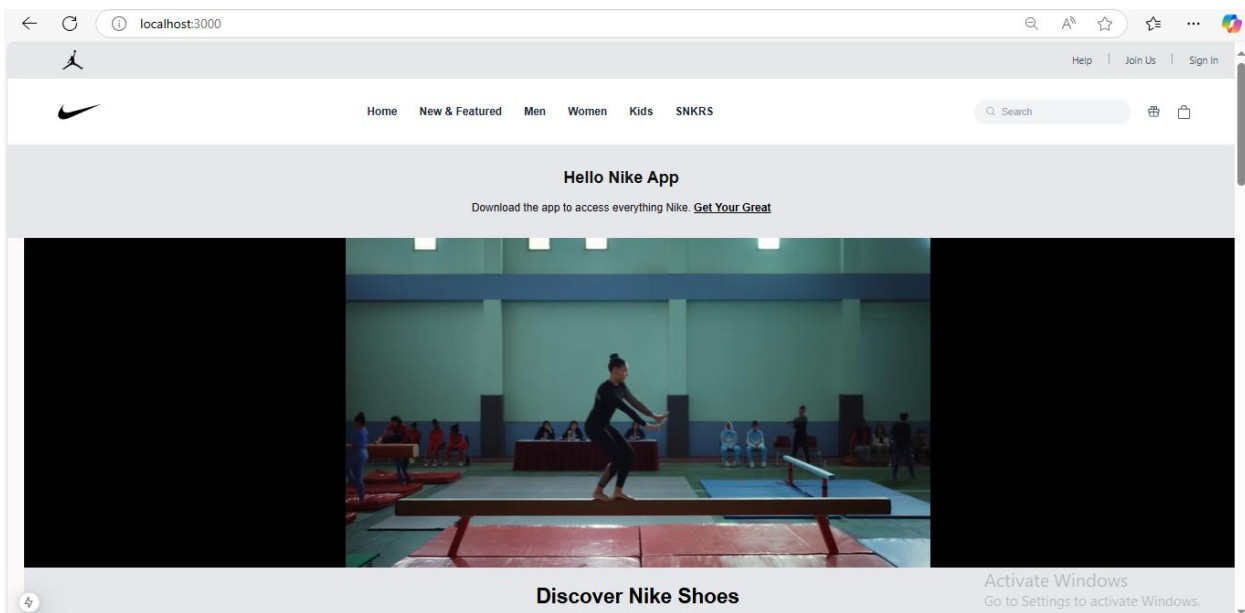 localhost:3000
Help Join Us Sign In
Home New & Featured Men Women Kids SNKRS Search
Hello Nike App
Download the app to access everything Nike. Get Your Great
Discover Nike Shoes
Activate Windows
Go to Settings to activate Windows.